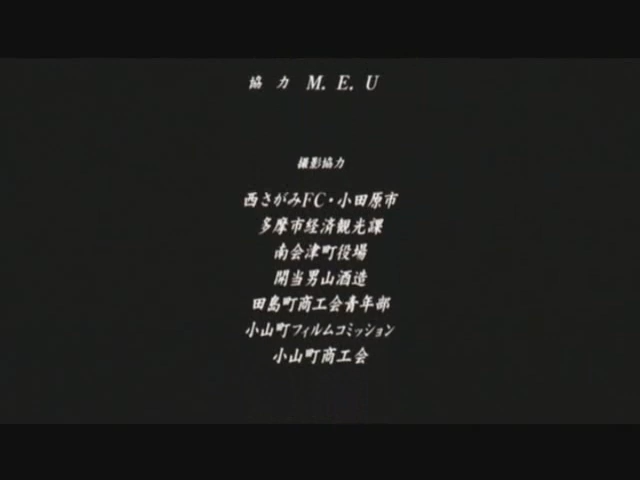 協力 M. E. U
撮影協力
西さがみFC・小田原市
多摩市経済観光課
南会津町役場
開当男山酒造
田島町商工会青年部
小山町フィルムコミッション
小山町商工会